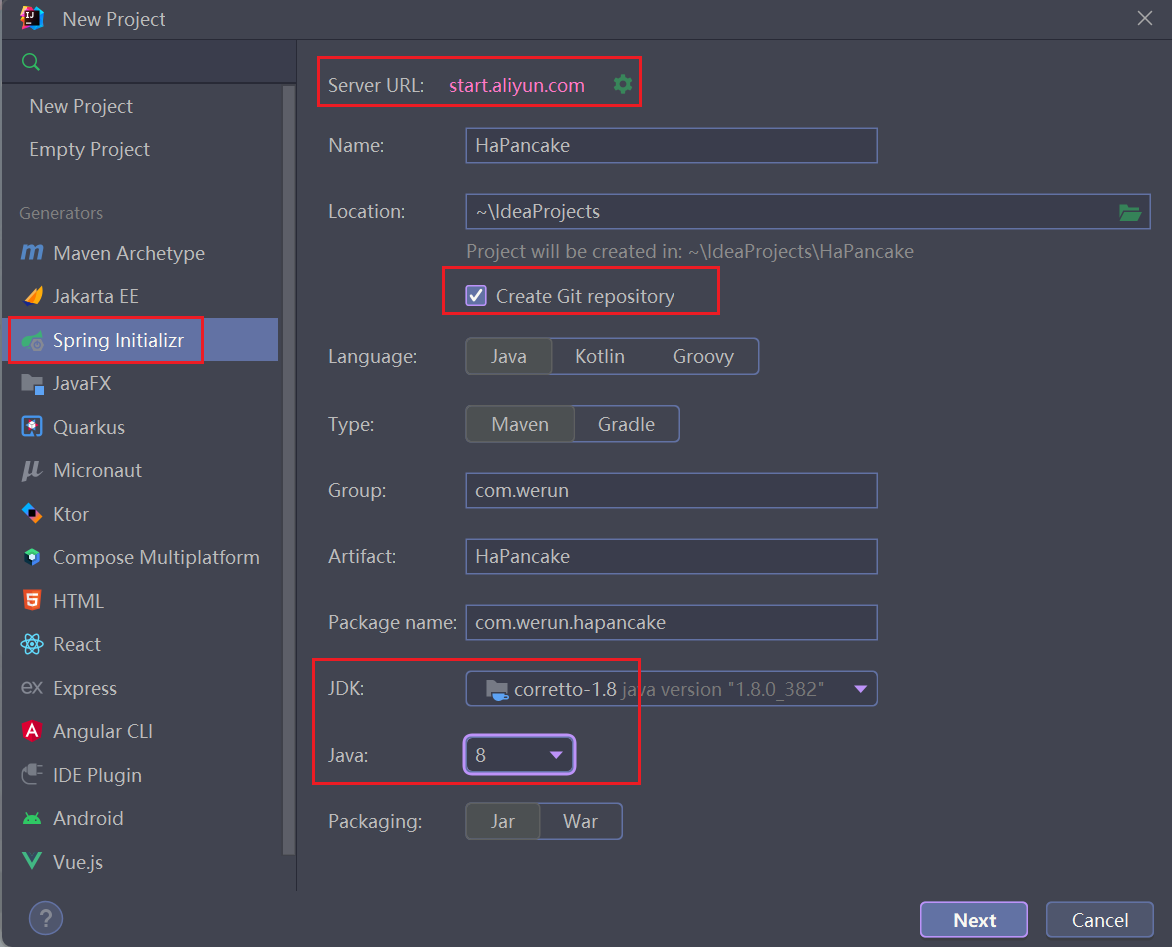 New Project
New Project
Empty Project
Generators
Maven Archetype
Jakarta EE
Spring Initializr
JavaFX
Quarkus
Micronaut
Ktor
Compose Multiplatform
HTML
React
Express
Angular CLI
IDE Plugin
Android
Vue.js
?
Server URL: start.aliyun.com
Name: HaPancake
Location: ~\IdeaProjects
Project will be created in: ~\IdeaProjects\HaPancake
Create Git repository
Language: Java Kotlin Groovy
Type: Maven Gradle
Group: com.werun
Artifact: HaPancake
Package name: com.werun.hapancake
JDK: corretto-1.8 java version "1.8.0_382"
Java: 8
Packaging: Jar War
Next Cancel